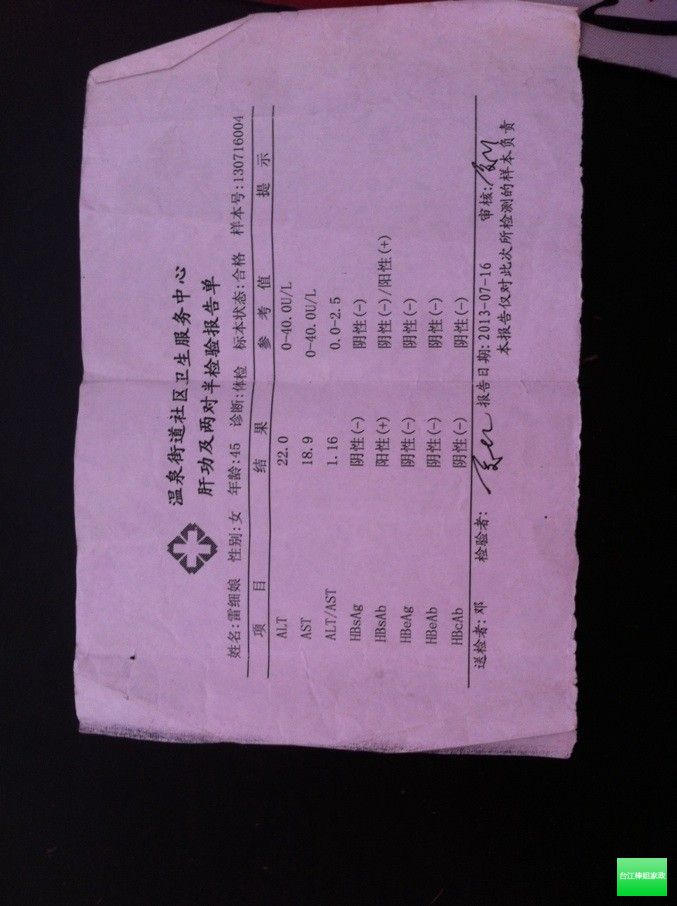 温泉街道社区卫生服务中心
肝功及两对半检验报告单
姓名:雷细娘 性别:女 年龄:45 诊断:体检 标本状态:合格 样本号:130716004
项 目 结 果 参 考 值 提 示
ALT 22.0 0-40.0U/L
AST 18.9 0-40.0U/L
ALT/AST 1.16 0.0-2.5
HBsAg 阴性(-) 阴性(-)
HBsAb 阳性(+) 阴性(-)/阳性(+)
HBeAg 阴性(-) 阴性(-)
HBeAb 阴性(-) 阴性(-)
HBcAb 阴性(-) 阴性(-)
送检者: 邓 检验者: 报告日期:2013-07-16 审核:
本报告仅对此次所检测的样本负责
台江棒姐家政